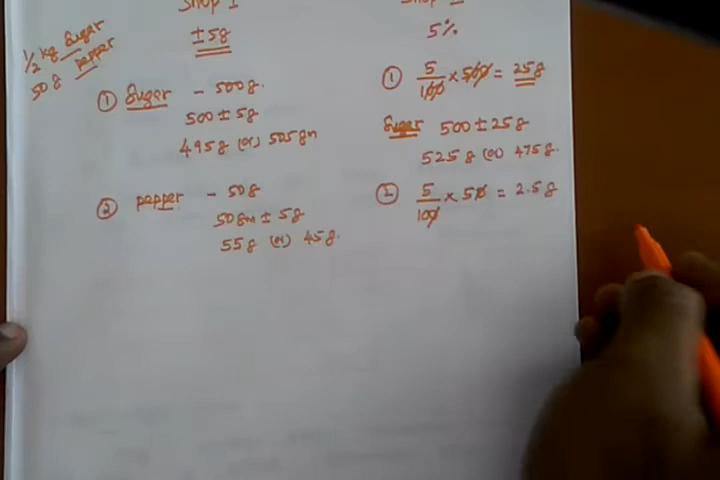 Shop I
±5g
1/2 kg Sugar
50g pepper
① Sugar - 500g.
500 ± 5g
495g (or) 505gm
② pepper - 50g
50gm ± 5g
55g (or) 45g.
Shop
5%
① 5/100 × 500 = 25g
Sugar 500 ± 25g
525g (or) 475g.
② 5/100 × 50 = 2.5g